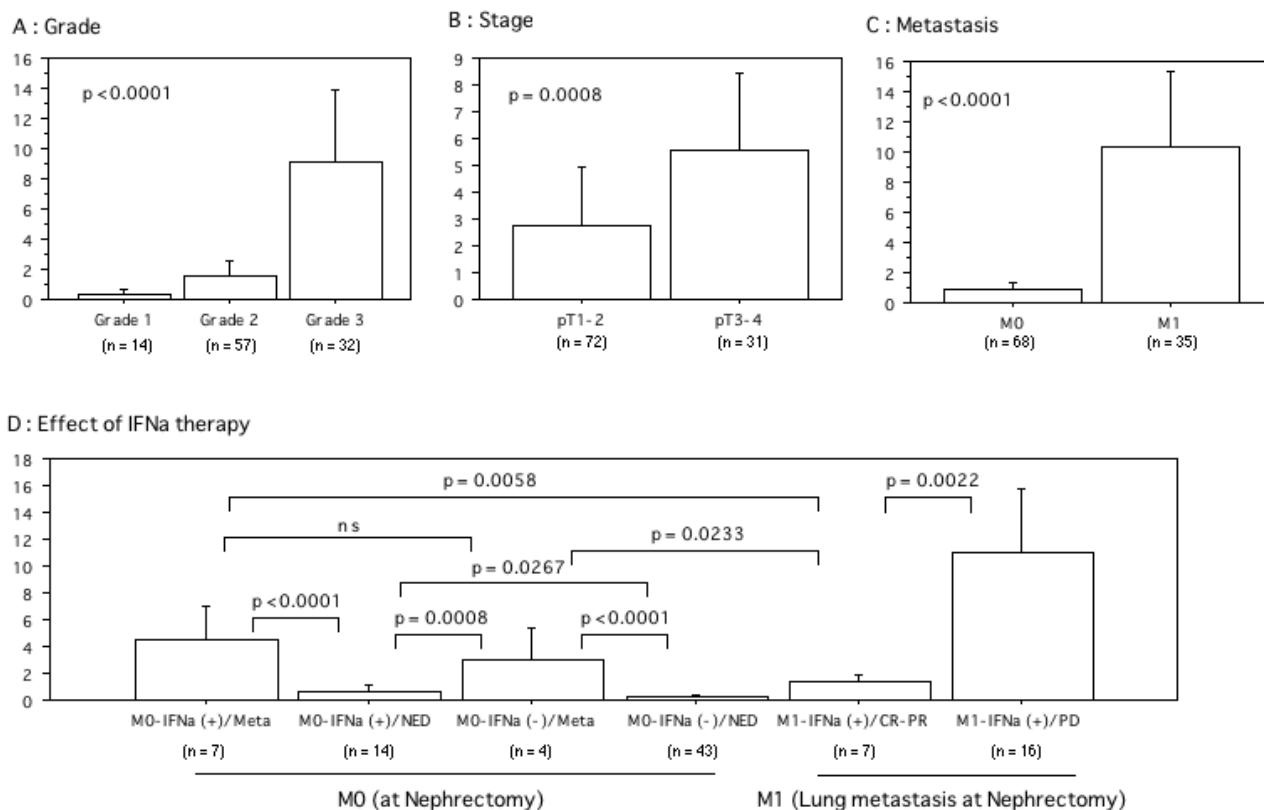 A : Grade
16
14
12
10
8
6
4
2
0
p <0.0001
Grade 1
Grade 2
Grade 3
(n = 14)
(n = 57)
(n = 32)
B : Stage
9
8
7
6
5
4
3
2
1
0
p = 0.0008
pT1-2
pT3-4
(n = 72)
(n = 31)
C : Metastasis
16
14
12
10
8
6
4
2
0
p <0.0001
M0
M1
(n = 68)
(n = 35)
D : Effect of IFNa therapy
18
16
14
12
10
8
6
4
2
0
p = 0.0058
p = 0.0022
ns
p = 0.0233
p = 0.0267
p <0.0001
p = 0.0008
p <0.0001
M0-IFNa (+)/Meta
M0-IFNa (+)/NED
M0-IFNa (-)/Meta
M0-IFNa (-)/NED
M1-IFNa (+)/CR-PR
M1-IFNa (+)/PD
(n = 7)
(n = 14)
(n = 4)
(n = 43)
(n = 7)
(n = 16)
M0 (at Nephrectomy)
M1 (Lung metastasis at Nephrectomy)